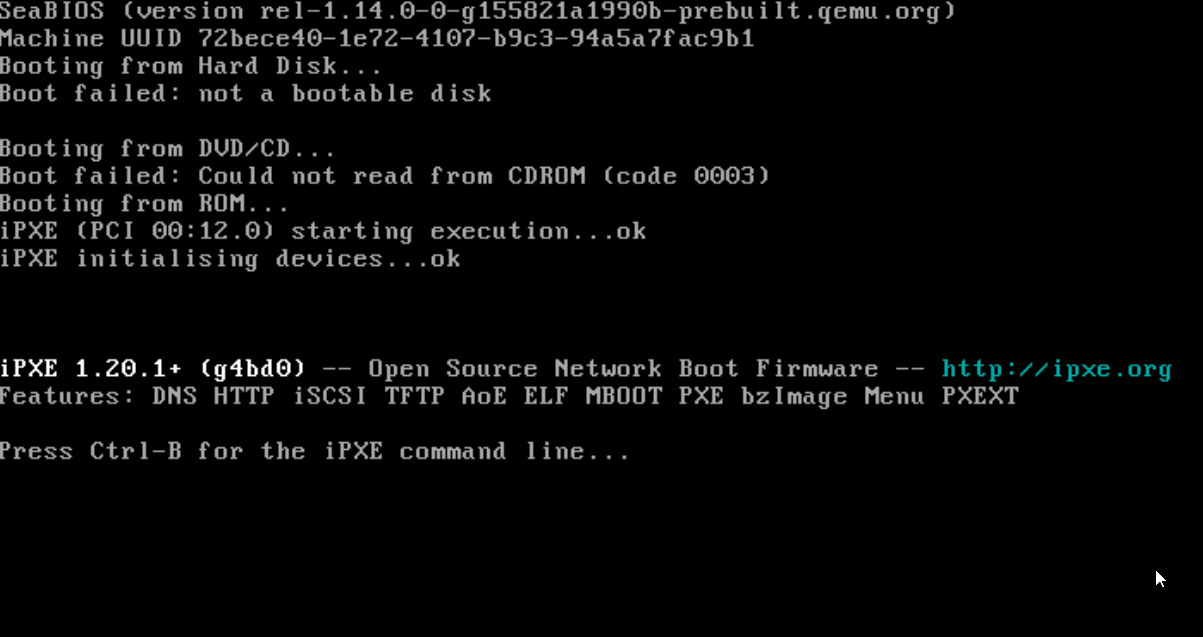 SeaBIOS (version rel-1.14.0-0-g155821a1990b-prebuilt.qemu.org)
Machine UUID 72bece40-1e72-4107-b9c3-94a5a7fac9b1
Booting from Hard Disk...
Boot failed: not a bootable disk
Booting from DVD/CD...
Boot failed: Could not read from CDROM (code 0003)
Booting from ROM...
iPXE (PCI 00:12.0) starting execution...ok
iPXE initialising devices...ok
iPXE 1.20.1+ (g4bd0) -- Open Source Network Boot Firmware -- http://ipxe.org
Features: DNS HTTP iSCSI TFTP AoE ELF MBOOT PXE bzImage Menu PXEXT
Press Ctrl-B for the iPXE command line...